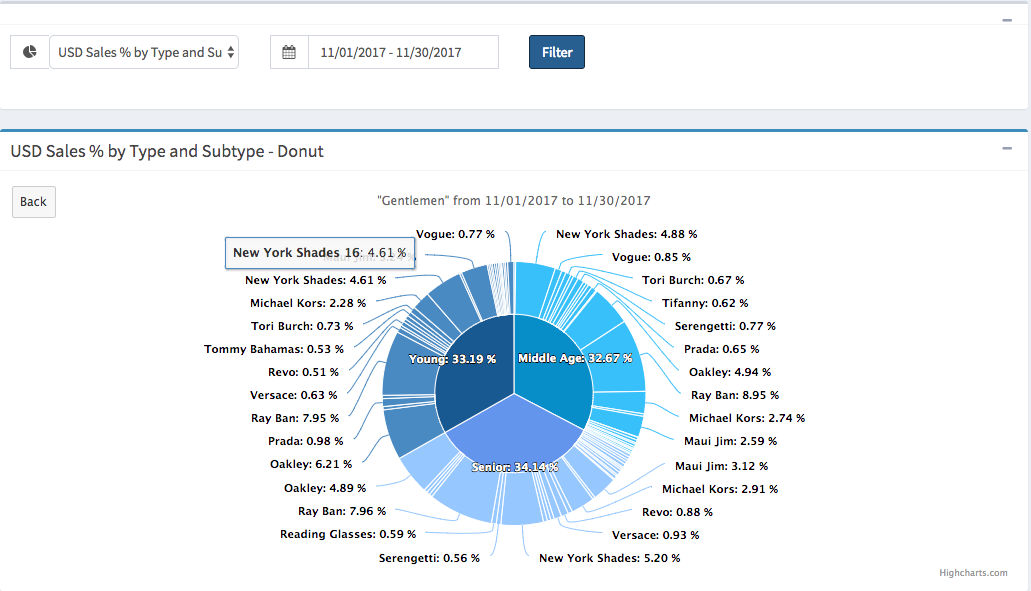 USD Sales % by Type and Su
11/01/2017 - 11/30/2017
Filter
USD Sales % by Type and Subtype - Donut
Back
"Gentlemen" from 11/01/2017 to 11/30/2017
Vogue: 0.77 %
New York Shades: 4.88 %
New York Shades 16: 4.61 %
Vogue: 0.85 %
New York Shades: 4.61 %
Tori Burch: 0.67 %
Michael Kors: 2.28 %
Tifanny: 0.62 %
Tori Burch: 0.73 %
Serengetti: 0.77 %
Tommy Bahamas: 0.53 %
Prada: 0.65 %
Young: 33.19 %
Middle Age: 32.67 %
Revo: 0.51 %
Oakley: 4.94 %
Versace: 0.63 %
Ray Ban: 8.95 %
Ray Ban: 7.95 %
Michael Kors: 2.74 %
Prada: 0.98 %
Maui Jim: 2.59 %
Oakley: 6.21 %
Senior: 34.14 %
Maui Jim: 3.12 %
Oakley: 4.89 %
Michael Kors: 2.91 %
Ray Ban: 7.96 %
Revo: 0.88 %
Reading Glasses: 0.59 %
Versace: 0.93 %
Serengetti: 0.56 %
New York Shades: 5.20 %
Highcharts.com